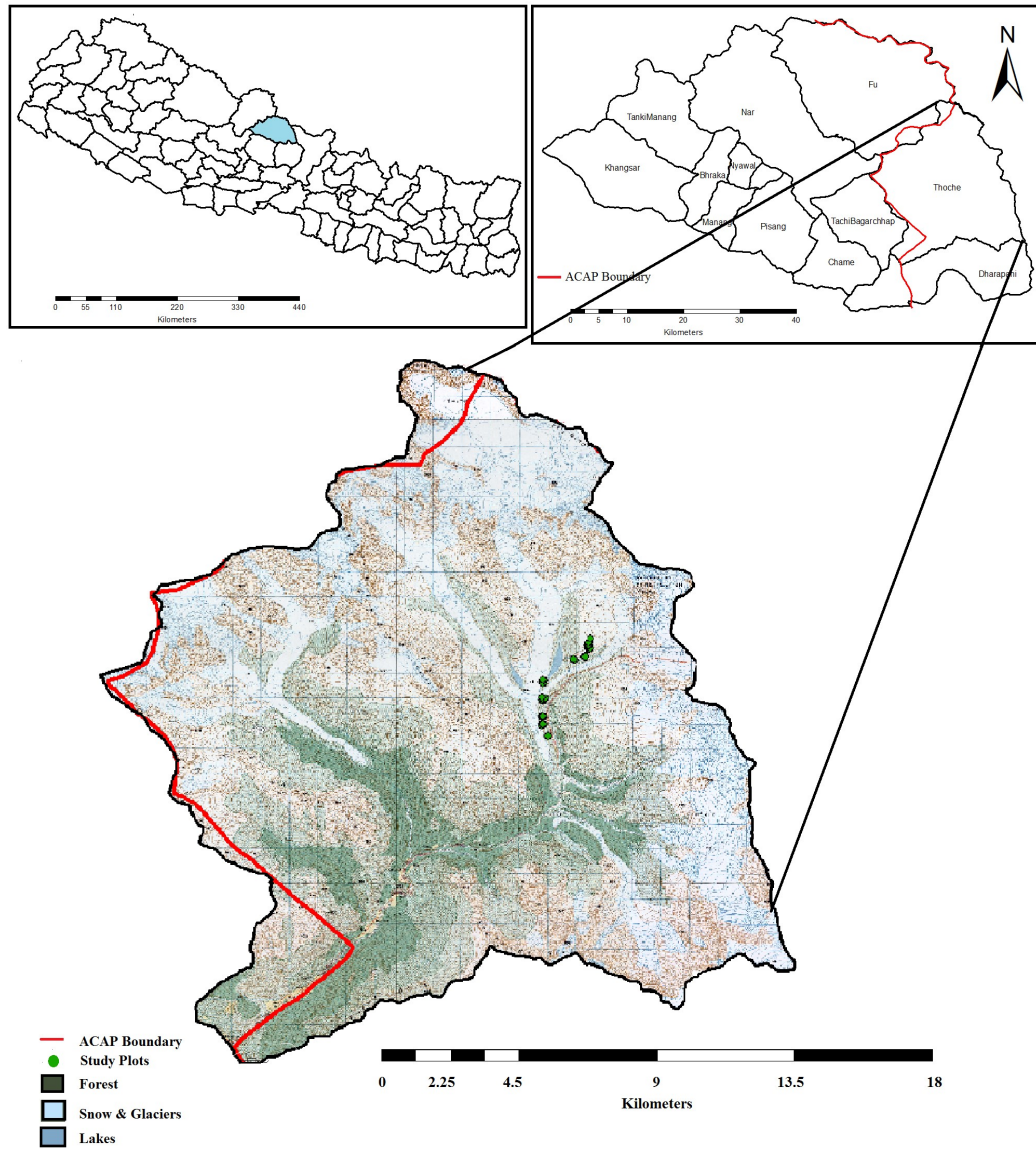 0 55 110 220 330 440
Kilometers
N
Fu
TankiManang
Nar
Khangsar
Nyawal
Bhraka
Thoche
Manang
Pisang
TachiBagarchhap
Chame
Dharapani
ACAP Boundary
0 5 10 20 30 40
Kilometers
ACAP Boundary
Study Plots
Forest
Snow & Glaciers
Lakes
0 2.25 4.5 9 13.5 18
Kilometers